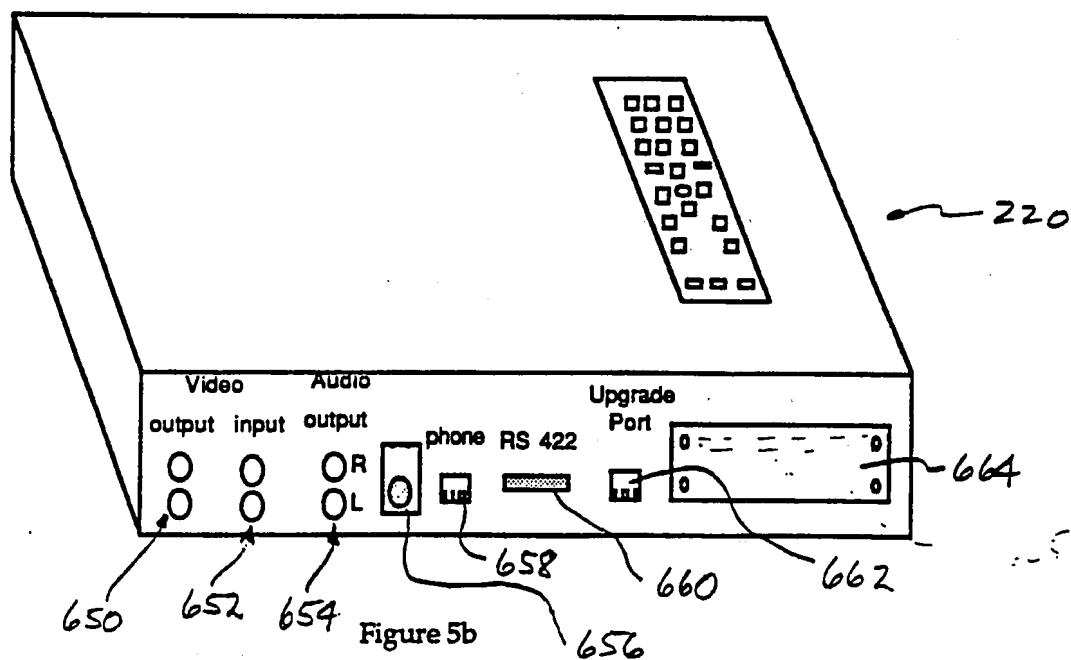 220
Video Audio
output input output
Upgrade
Port
phone RS 422
R
L
664
650
652
654
656
658
660
662
Figure 5b